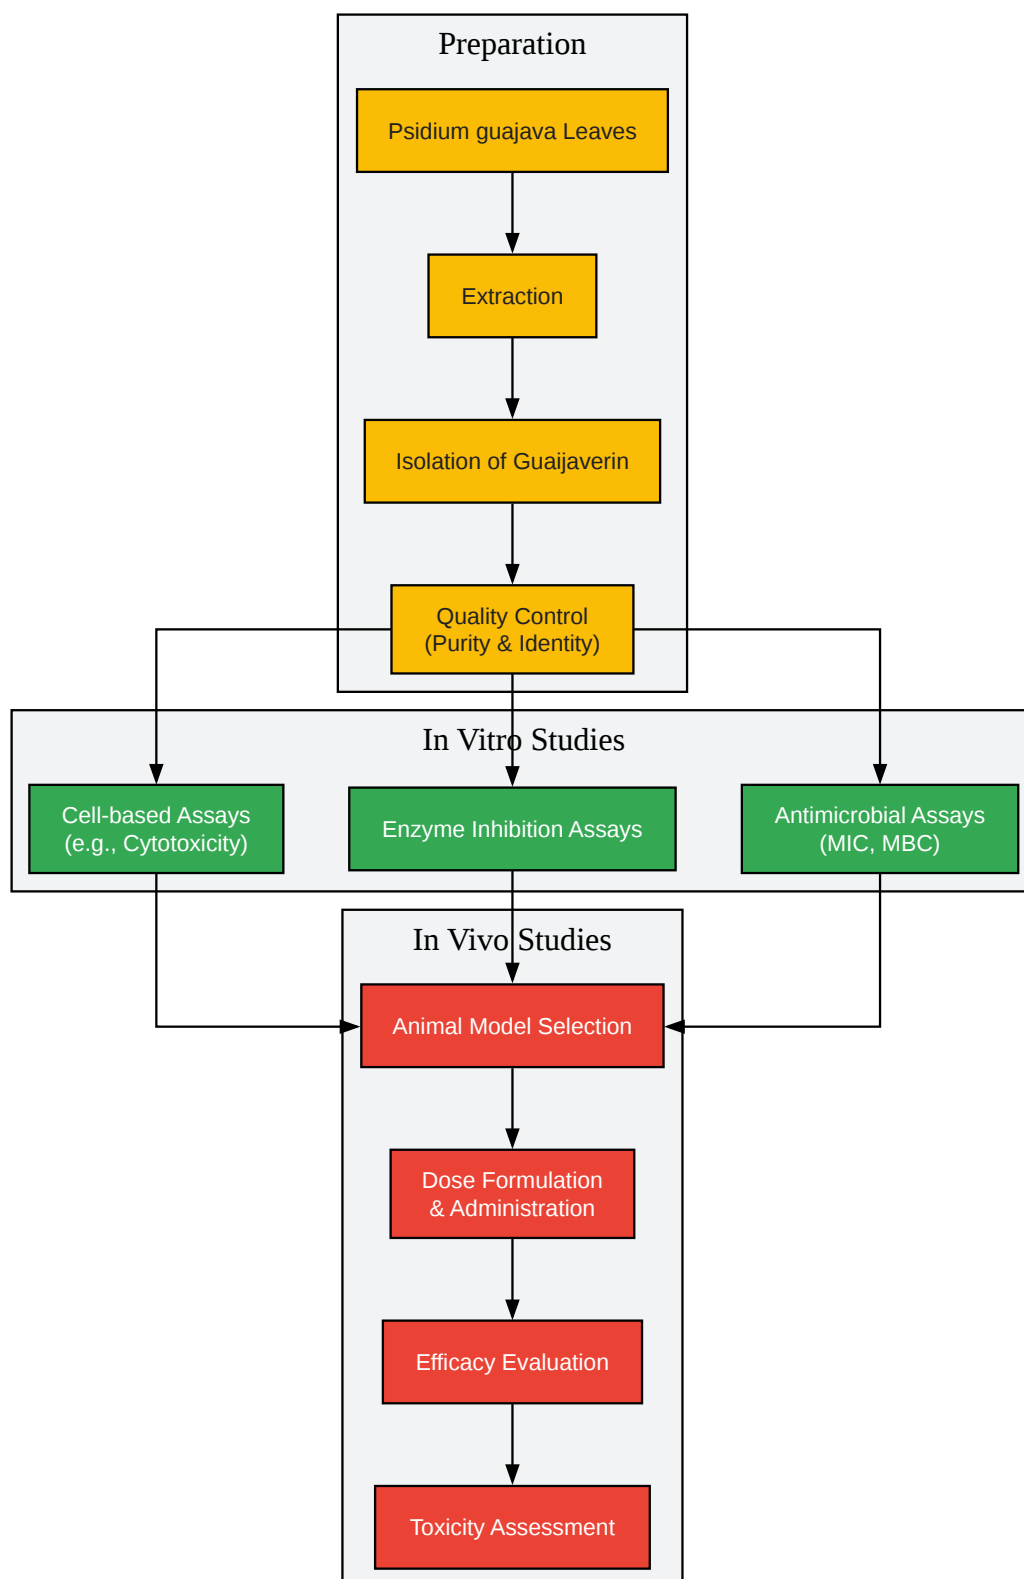 Preparation
Psidium guajava Leaves
Extraction
Isolation of Guaijaverin
Quality Control
(Purity & Identity)
In Vitro Studies
Cell-based Assays
(e.g., Cytotoxicity)
Enzyme Inhibition Assays
Antimicrobial Assays
(MIC, MBC)
In Vivo Studies
Animal Model Selection
Dose Formulation
& Administration
Efficacy Evaluation
Toxicity Assessment